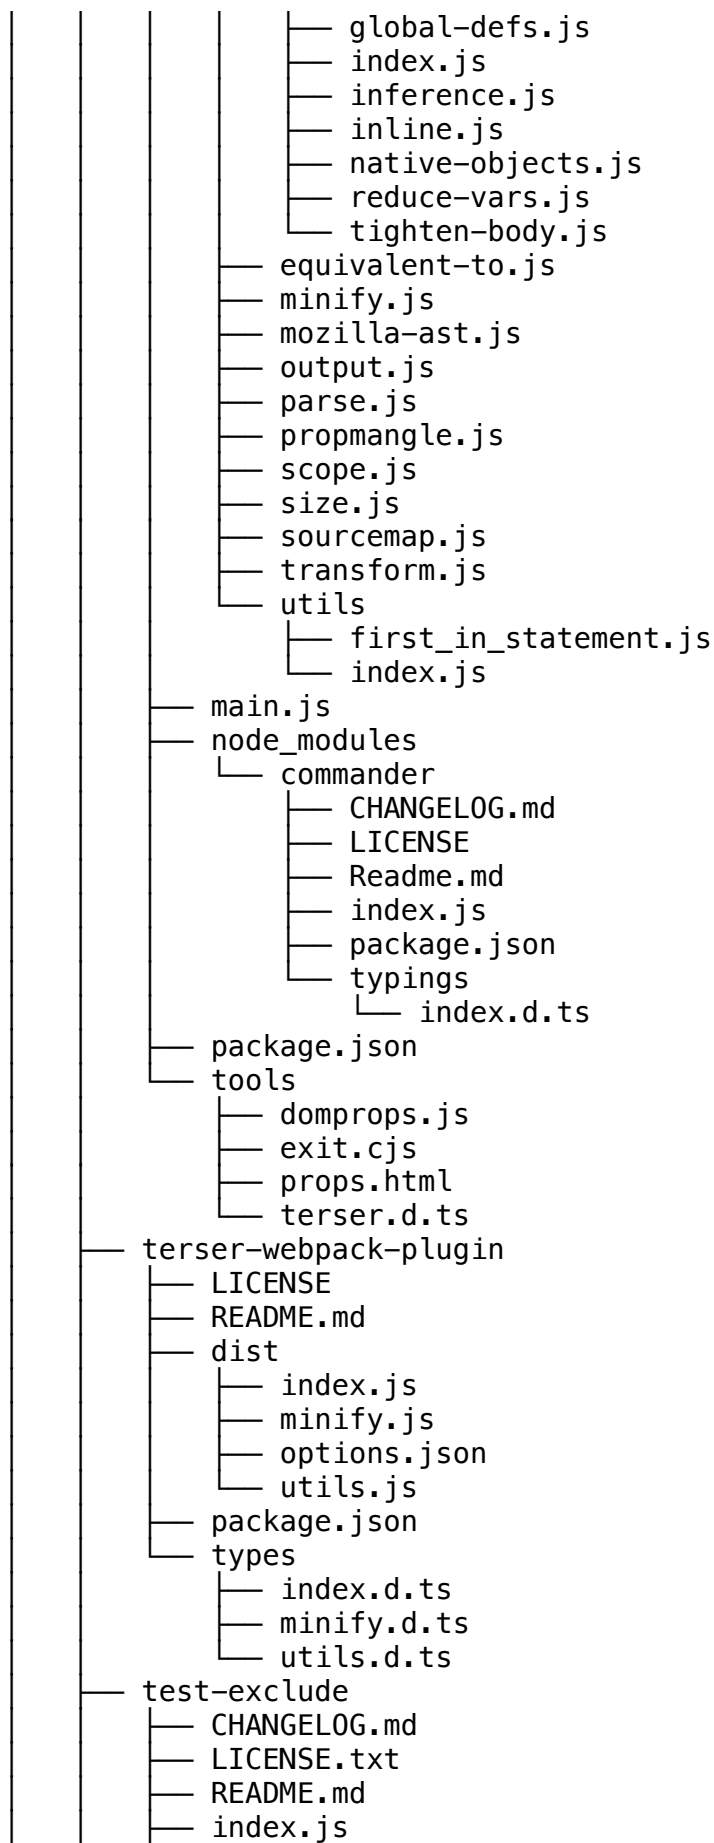 │   │   │   │   ├── global-defs.js
│   │   │   │   ├── index.js
│   │   │   │   ├── inference.js
│   │   │   │   ├── inline.js
│   │   │   │   ├── native-objects.js
│   │   │   │   ├── reduce-vars.js
│   │   │   │   └── tighten-body.js
│   │   │   ├── equivalent-to.js
│   │   │   ├── minify.js
│   │   │   ├── mozilla-ast.js
│   │   │   ├── output.js
│   │   │   ├── parse.js
│   │   │   ├── propmangle.js
│   │   │   ├── scope.js
│   │   │   ├── size.js
│   │   │   ├── sourcemap.js
│   │   │   ├── transform.js
│   │   │   └── utils
│   │   │       ├── first_in_statement.js
│   │   │       └── index.js
│   │   ├── main.js
│   │   ├── node_modules
│   │   │   └── commander
│   │   │       ├── CHANGELOG.md
│   │   │       ├── LICENSE
│   │   │       ├── Readme.md
│   │   │       ├── index.js
│   │   │       ├── package.json
│   │   │       └── typings
│   │   │           └── index.d.ts
│   │   ├── package.json
│   │   └── tools
│   │       ├── domprops.js
│   │       ├── exit.cjs
│   │       ├── props.html
│   │       └── terser.d.ts
│   ├── terser-webpack-plugin
│   │   ├── LICENSE
│   │   ├── README.md
│   │   ├── dist
│   │   │   ├── index.js
│   │   │   ├── minify.js
│   │   │   ├── options.json
│   │   │   └── utils.js
│   │   ├── package.json
│   │   └── types
│   │       ├── index.d.ts
│   │       ├── minify.d.ts
│   │       └── utils.d.ts
│   ├── test-exclude
│   │   ├── CHANGELOG.md
│   │   ├── LICENSE.txt
│   │   ├── README.md
│   │   ├── index.js